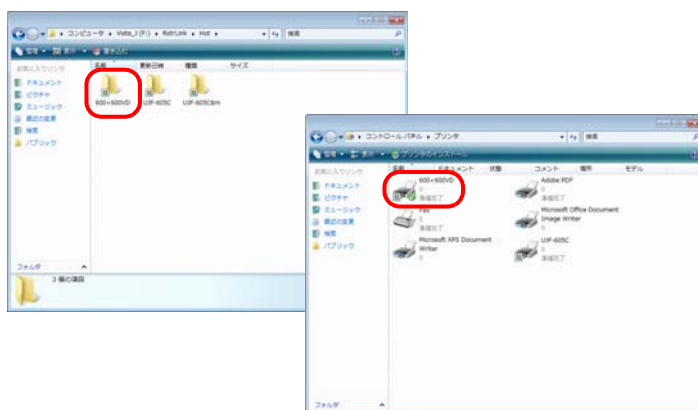 コンピュータ ▸ Vista_J (F:) ▸ RstrLink ▸ Hot ▸
検索
整理 表示 書き込む
お気に入りリンク
名前 更新日時 種類 サイズ
ドキュメント
ピクチャ
ミュージック
最近の変更
検索
パブリック
600×600VD UJF-605C UJF-605C$m
フォルダ
3 個の項目
コントロール パネル ▸ プリンタ
検索
整理 表示 プリンタのインストール
お気に入りリンク
名前 ドキュメント 状態 コメント 場所 モデル
ドキュメント
ピクチャ
ミュージック
最近の変更
検索
パブリック
600×600VD
0
準備完了
Adobe PDF
0
準備完了
Fax
0
準備完了
Microsoft Office Document
Image Writer
0
Microsoft XPS Document
Writer
0
UJF-605C
0
準備完了
フォルダ